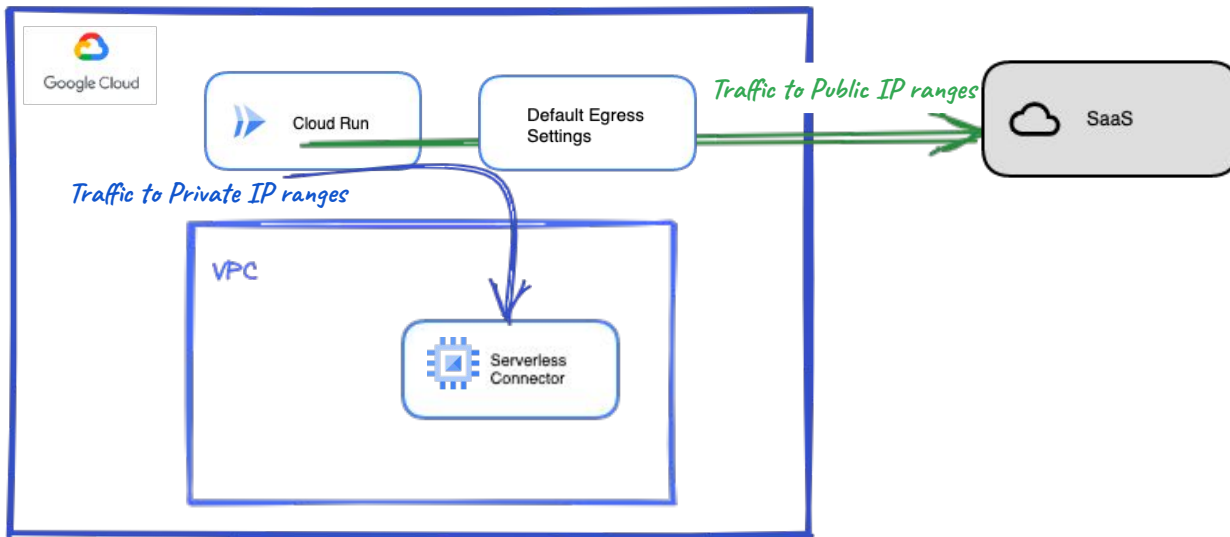 Google Cloud
Cloud Run
Default Egress
Settings
Traffic to Public IP ranges
SaaS
Traffic to Private IP ranges
VPC
Serverless
Connector